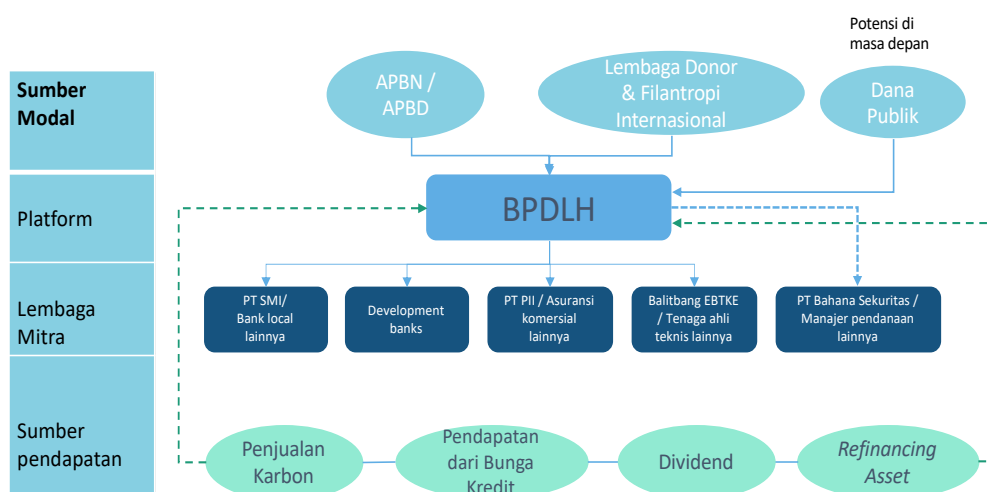 Potensi di
masa depan
Sumber
Modal
APBN /
APBD
Lembaga Donor
& Filantropi
Internasional
Dana
Publik
Platform
BPDLH
Lembaga
Mitra
PT SMI/
Bank local
lainnya
Development
banks
PT PII / Asuransi
komersial
lainnya
Balitbang EBTKE
/ Tenaga ahli
teknis lainnya
PT Bahana Sekuritas /
Manajer pendanaan
lainnya
Sumber
pendapatan
Penjualan
Karbon
Pendapatan
dari Bunga
Kredit
Dividend
Refinancing
Asset